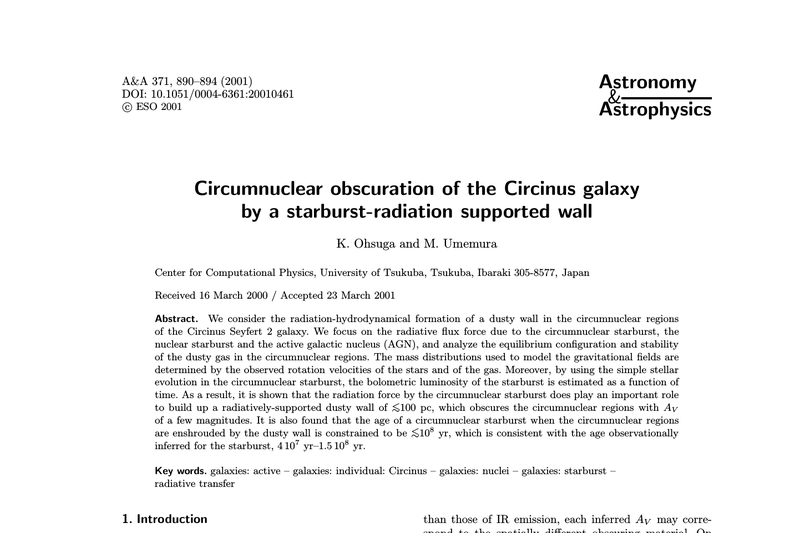 A&A 371, 890–894 (2001)
DOI: 10.1051/0004-6361:20010461
© ESO 2001
Astronomy
&
Astrophysics
Circumnuclear obscuration of the Circinus galaxy
by a starburst-radiation supported wall
K. Ohsuga and M. Umemura
Center for Computational Physics, University of Tsukuba, Tsukuba, Ibaraki 305-8577, Japan
Received 16 March 2000 / Accepted 23 March 2001
Abstract. We consider the radiation-hydrodynamical formation of a dusty wall in the circumnuclear regions
of the Circinus Seyfert 2 galaxy. We focus on the radiative flux force due to the circumnuclear starburst, the
nuclear starburst and the active galactic nucleus (AGN), and analyze the equilibrium configuration and stability
of the dusty gas in the circumnuclear regions. The mass distributions used to model the gravitational fields are
determined by the observed rotation velocities of the stars and of the gas. Moreover, by using the simple stellar
evolution in the circumnuclear starburst, the bolometric luminosity of the starburst is estimated as a function of
time. As a result, it is shown that the radiation force by the circumnuclear starburst does play an important role
to build up a radiatively-supported dusty wall of ≲100 pc, which obscures the circumnuclear regions with A_V
of a few magnitudes. It is also found that the age of a circumnuclear starburst when the circumnuclear regions
are enshrouded by the dusty wall is constrained to be ≲10⁸ yr, which is consistent with the age observationally
inferred for the starburst, 4 10⁷ yr–1.5 10⁸ yr.
Key words. galaxies: active – galaxies: individual: Circinus – galaxies: nuclei – galaxies: starburst –
radiative transfer
1. Introduction
than those of IR emission, each inferred A_V may corre-
spond to the spatially different obscuring material. On